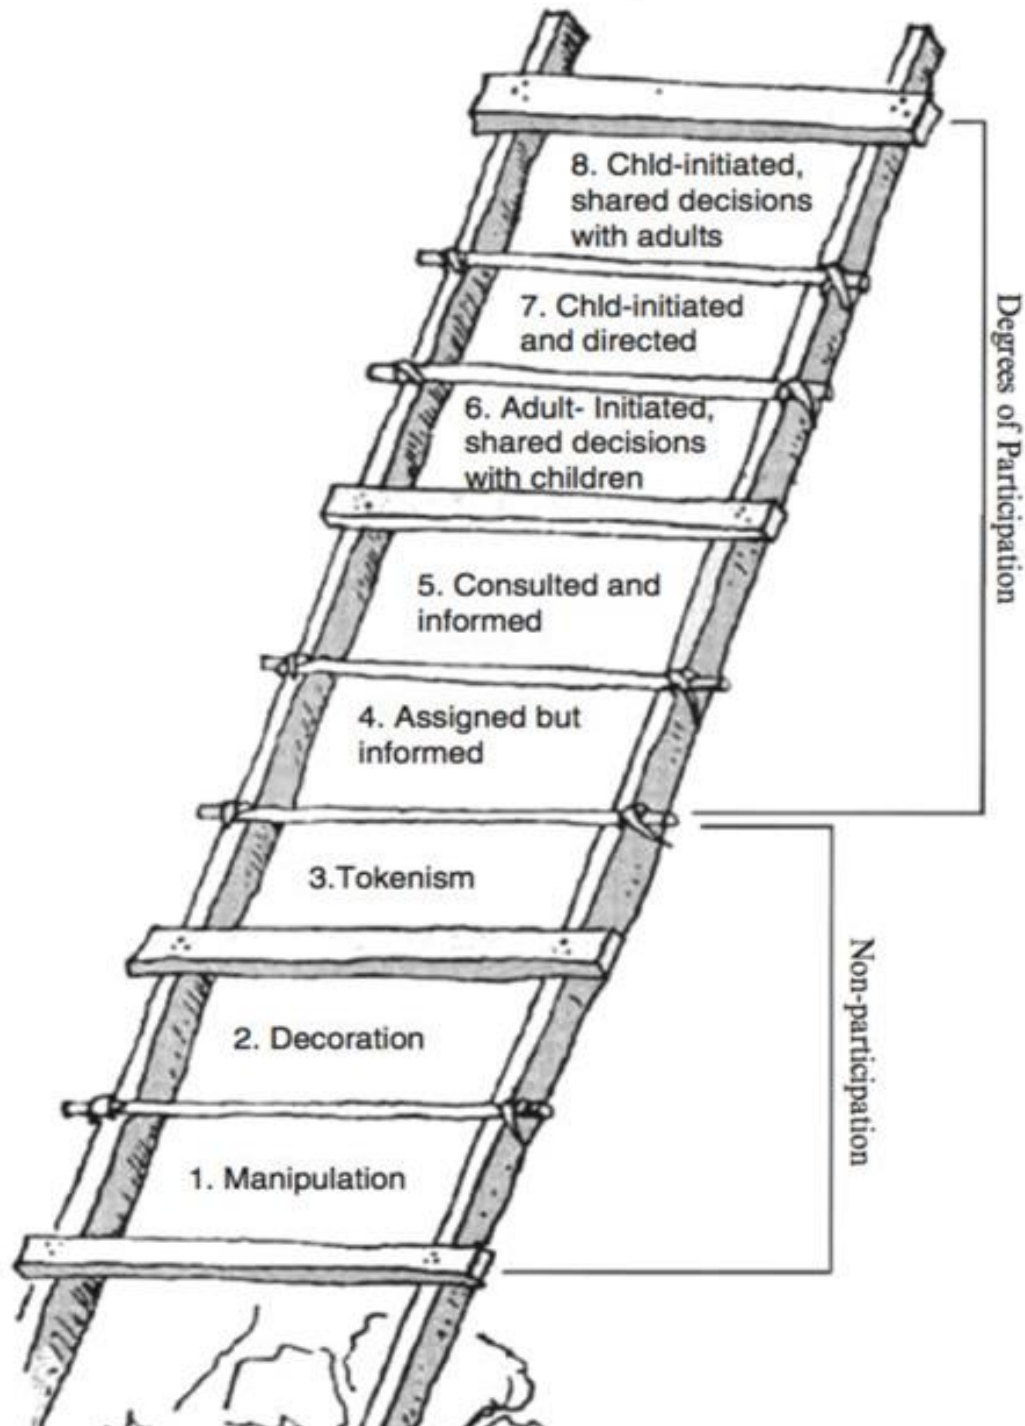 8. Chld-initiated,
shared decisions
with adults
7. Chld-initiated
and directed
6. Adult- Initiated,
shared decisions
with children
5. Consulted and
informed
4. Assigned but
informed
3.Tokenism
2. Decoration
1. Manipulation
Degrees of Participation
Non-participation